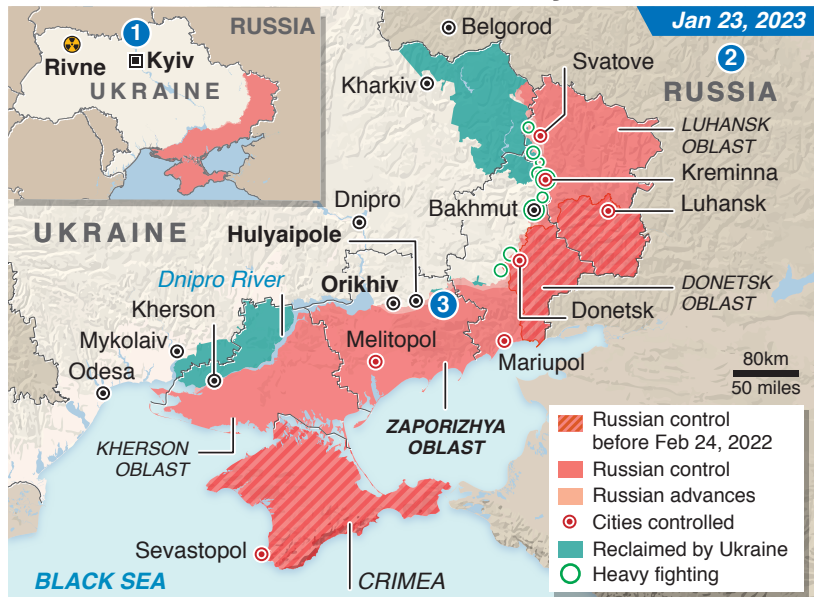 Jan 23, 2023
1
RUSSIA
Rivne
Kyiv
UKRAINE
Belgorod
2
RUSSIA
Svatove
Kharkiv
LUHANSK
OBLAST
Kreminna
Dnipro
Bakhmut
Luhansk
UKRAINE
Hulyaipole
Dnipro River
Orikhiv
DONETSK
OBLAST
Kherson
3
Donetsk
Mykolaiv
Melitopol
Mariupol
Odesa
80km
50 miles
ZAPORIZHYA
OBLAST
KHERSON
OBLAST
Russian control
before Feb 24, 2022
Russian control
Russian advances
Cities controlled
Reclaimed by Ukraine
Heavy fighting
Sevastopol
BLACK SEA
CRIMEA